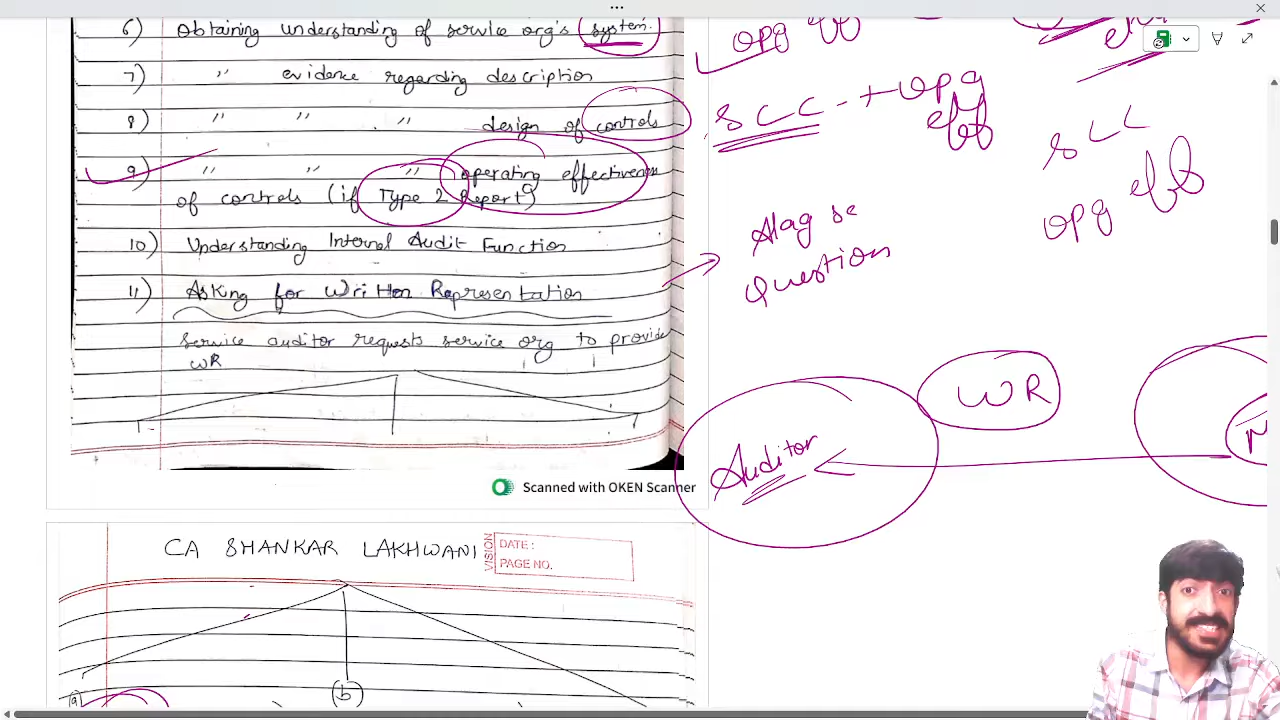 6) Obtaining understanding of service org's system.
7) " evidence regarding description
8) " " " design of controls
9) " " " operating effectiveness
of controls (if Type 2 Report)
10) Understanding Internal Audit Function
11) Asking for Written Representation
Service auditor requests service org to provide
WR
Scanned with OKEN Scanner
CA SHANKAR LAKHWANI
VISION
DATE :
PAGE NO.
(b)
opg eff
SCC + opg
eff
SCC
opg eff
Alag se
Question
WR
Auditor